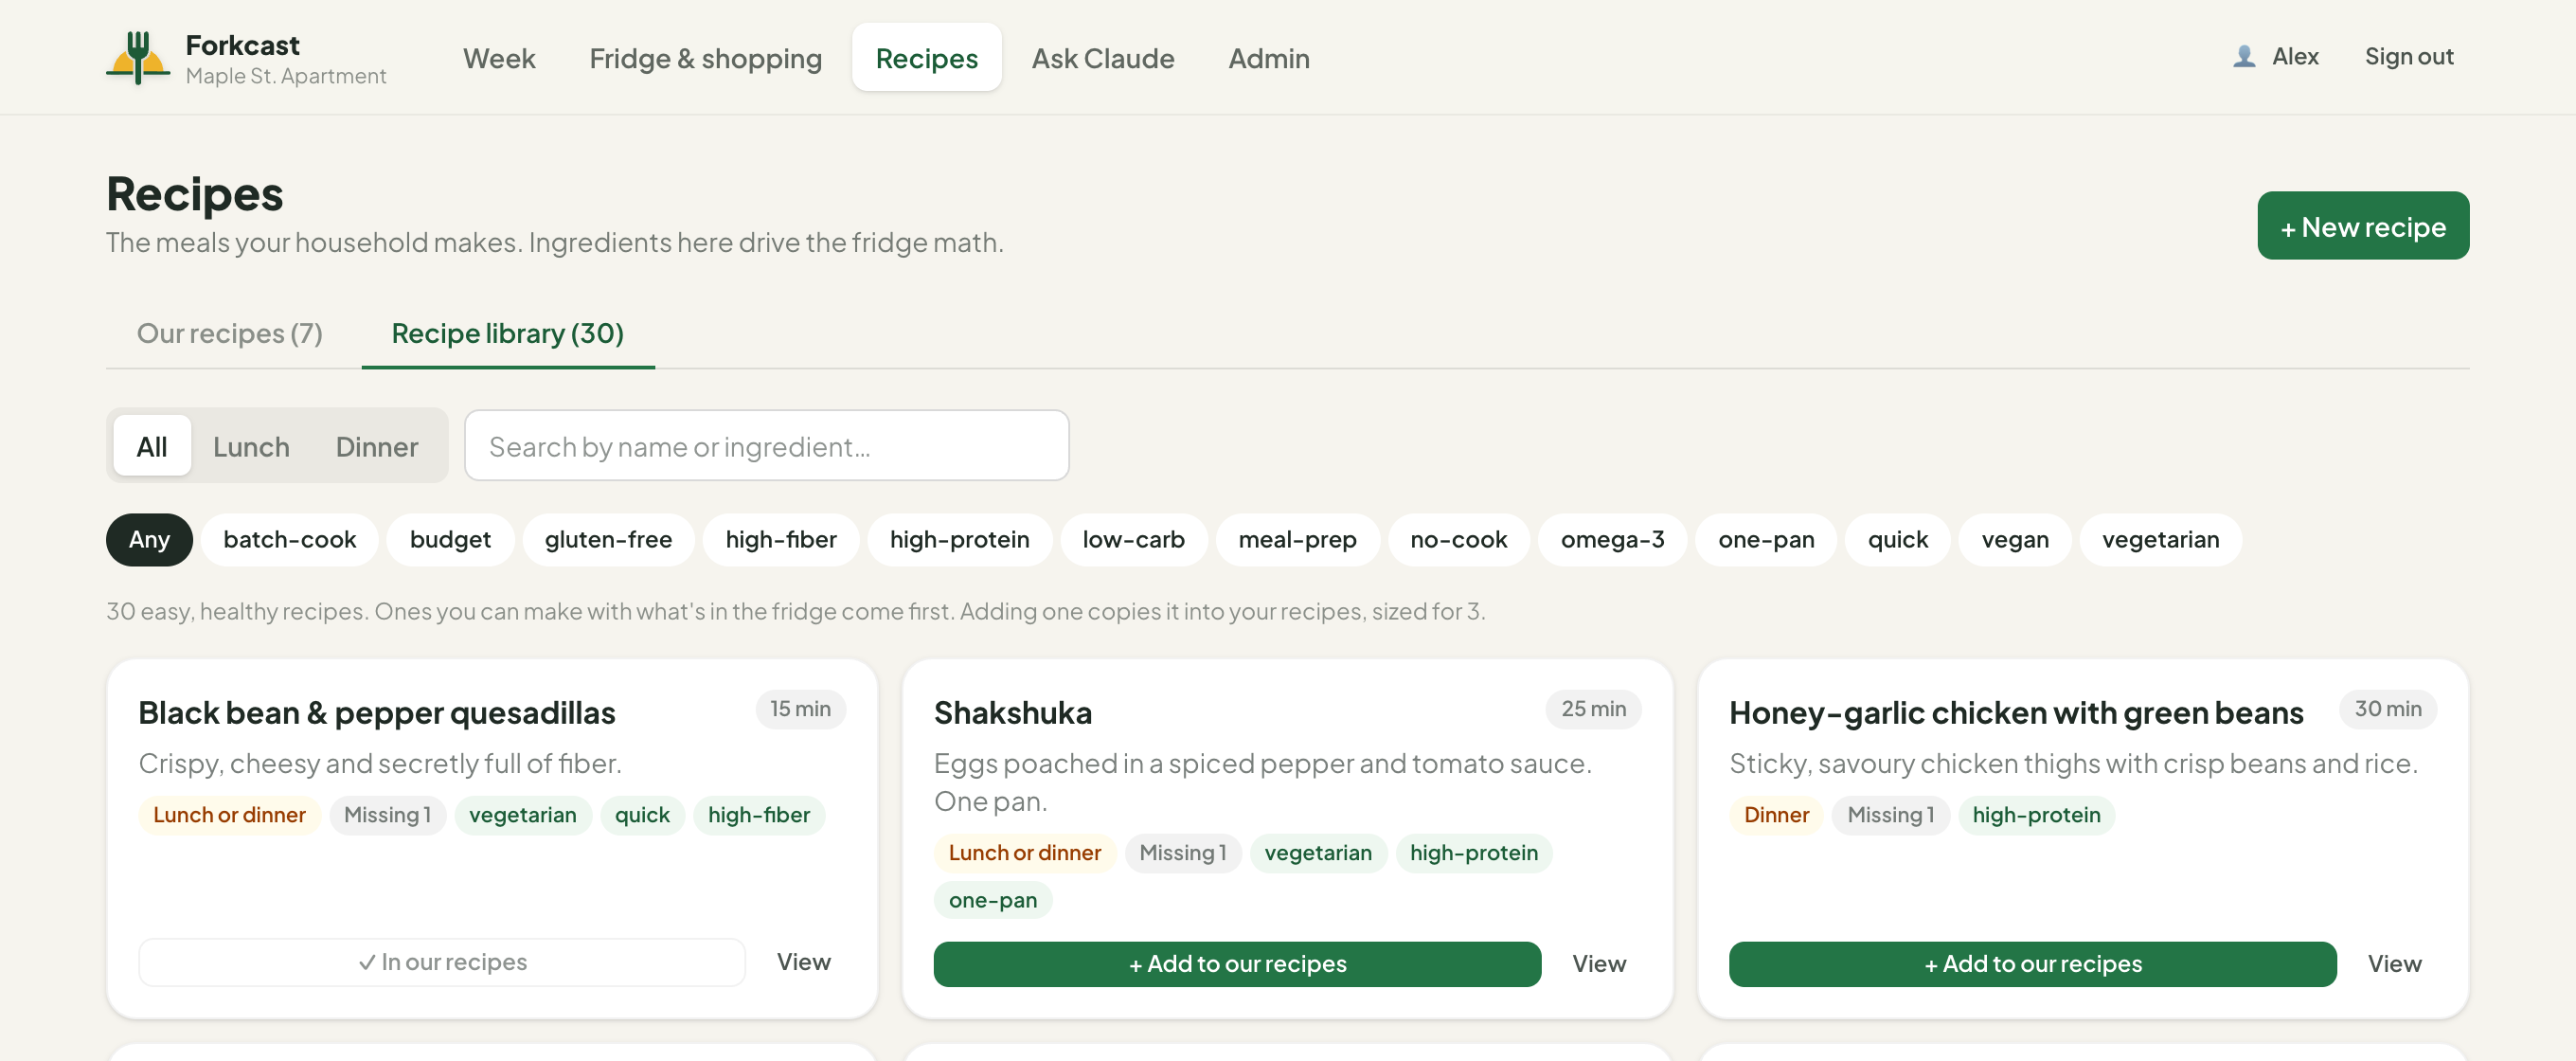 Forkcast
Maple St. Apartment
Week
Fridge & shopping
Recipes
Ask Claude
Admin
Alex
Sign out
Recipes
The meals your household makes. Ingredients here drive the fridge math.
+ New recipe
Our recipes (7)
Recipe library (30)
All
Lunch
Dinner
Search by name or ingredient…
Any
batch-cook
budget
gluten-free
high-fiber
high-protein
low-carb
meal-prep
no-cook
omega-3
one-pan
quick
vegan
vegetarian
30 easy, healthy recipes. Ones you can make with what's in the fridge come first. Adding one copies it into your recipes, sized for 3.
Black bean & pepper quesadillas
15 min
Crispy, cheesy and secretly full of fiber.
Lunch or dinner
Missing 1
vegetarian
quick
high-fiber
✓ In our recipes
View
Shakshuka
25 min
Eggs poached in a spiced pepper and tomato sauce.
One pan.
Lunch or dinner
Missing 1
vegetarian
high-protein
one-pan
+ Add to our recipes
View
Honey-garlic chicken with green beans
30 min
Sticky, savoury chicken thighs with crisp beans and rice.
Dinner
Missing 1
high-protein
+ Add to our recipes
View